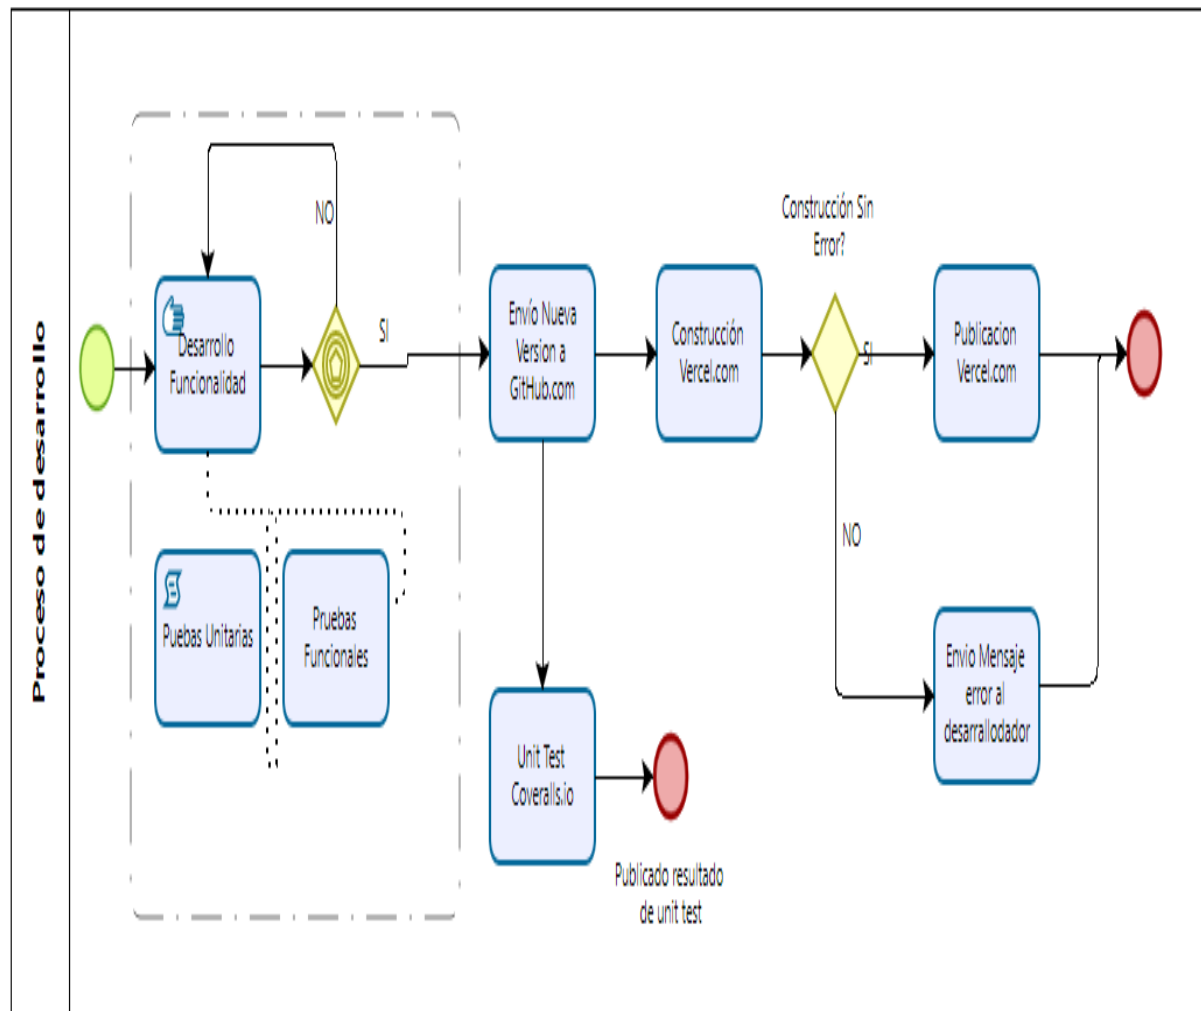 Proceso de desarrollo
NO
SI
Desarrollo
Funcionalidad
Puebas Unitarias
Pruebas
Funcionales
Envío Nueva
Version a
GitHub.com
Construcción
Vercel.com
Construcción Sin
Error?
SI
NO
Publicacion
Vercel.com
Envio Mensaje
error al
desarrallodador
Unit Test
Coveralls.io
Publicado resultado
de unit test